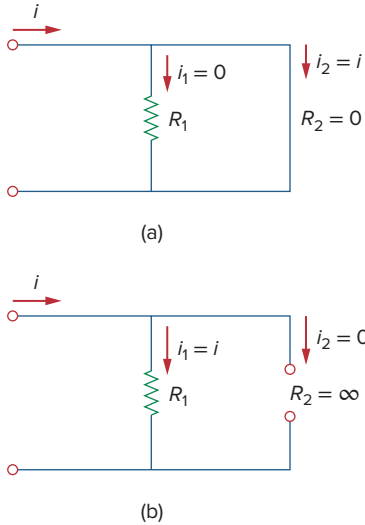 i
i₁ = 0
i₂ = i
R₁
R₂ = 0
(a)
i
i₁ = i
i₂ = 0
R₁
R₂ = ∞
(b)